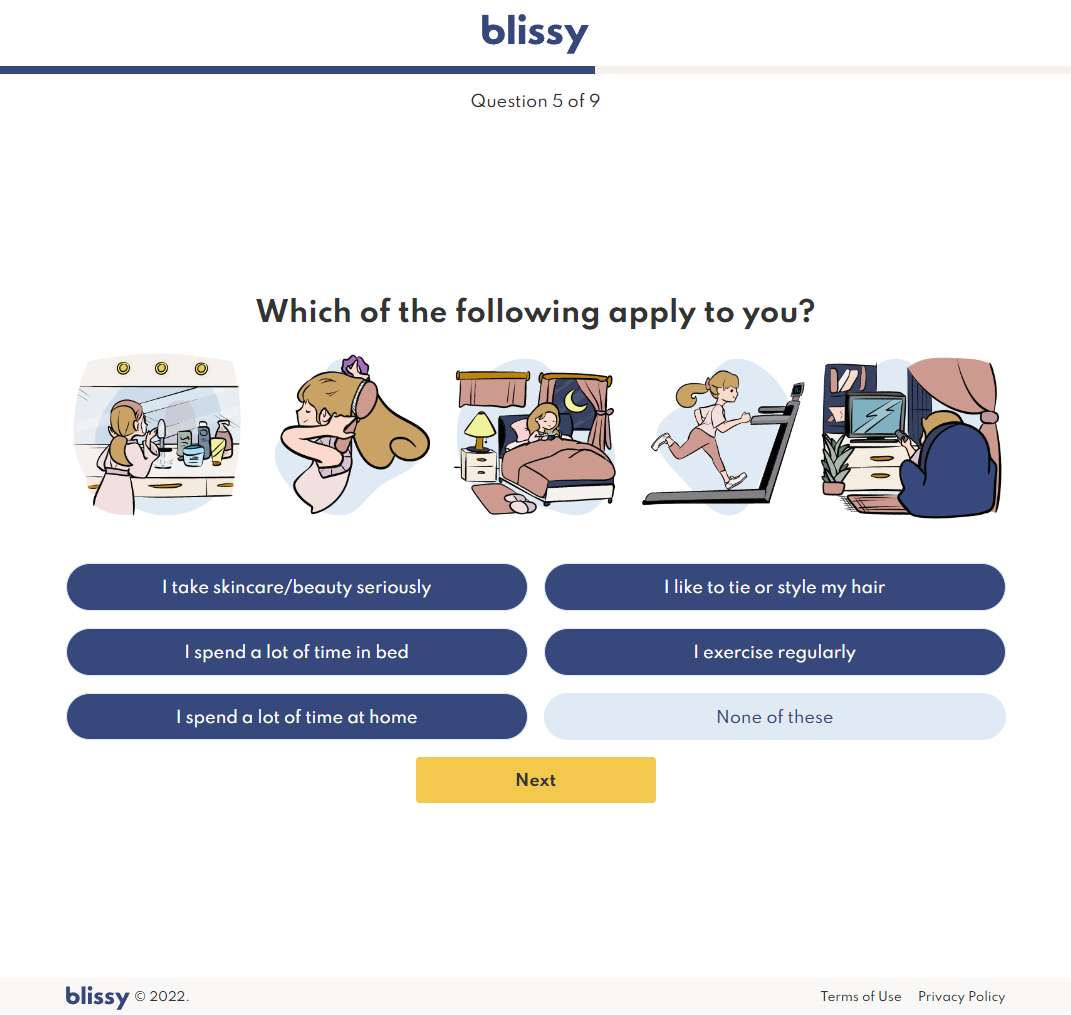 blissy
Question 5 of 9
Which of the following apply to you?
I take skincare/beauty seriously
I like to tie or style my hair
I spend a lot of time in bed
I exercise regularly
I spend a lot of time at home
None of these
Next
blissy © 2022.
Terms of Use Privacy Policy